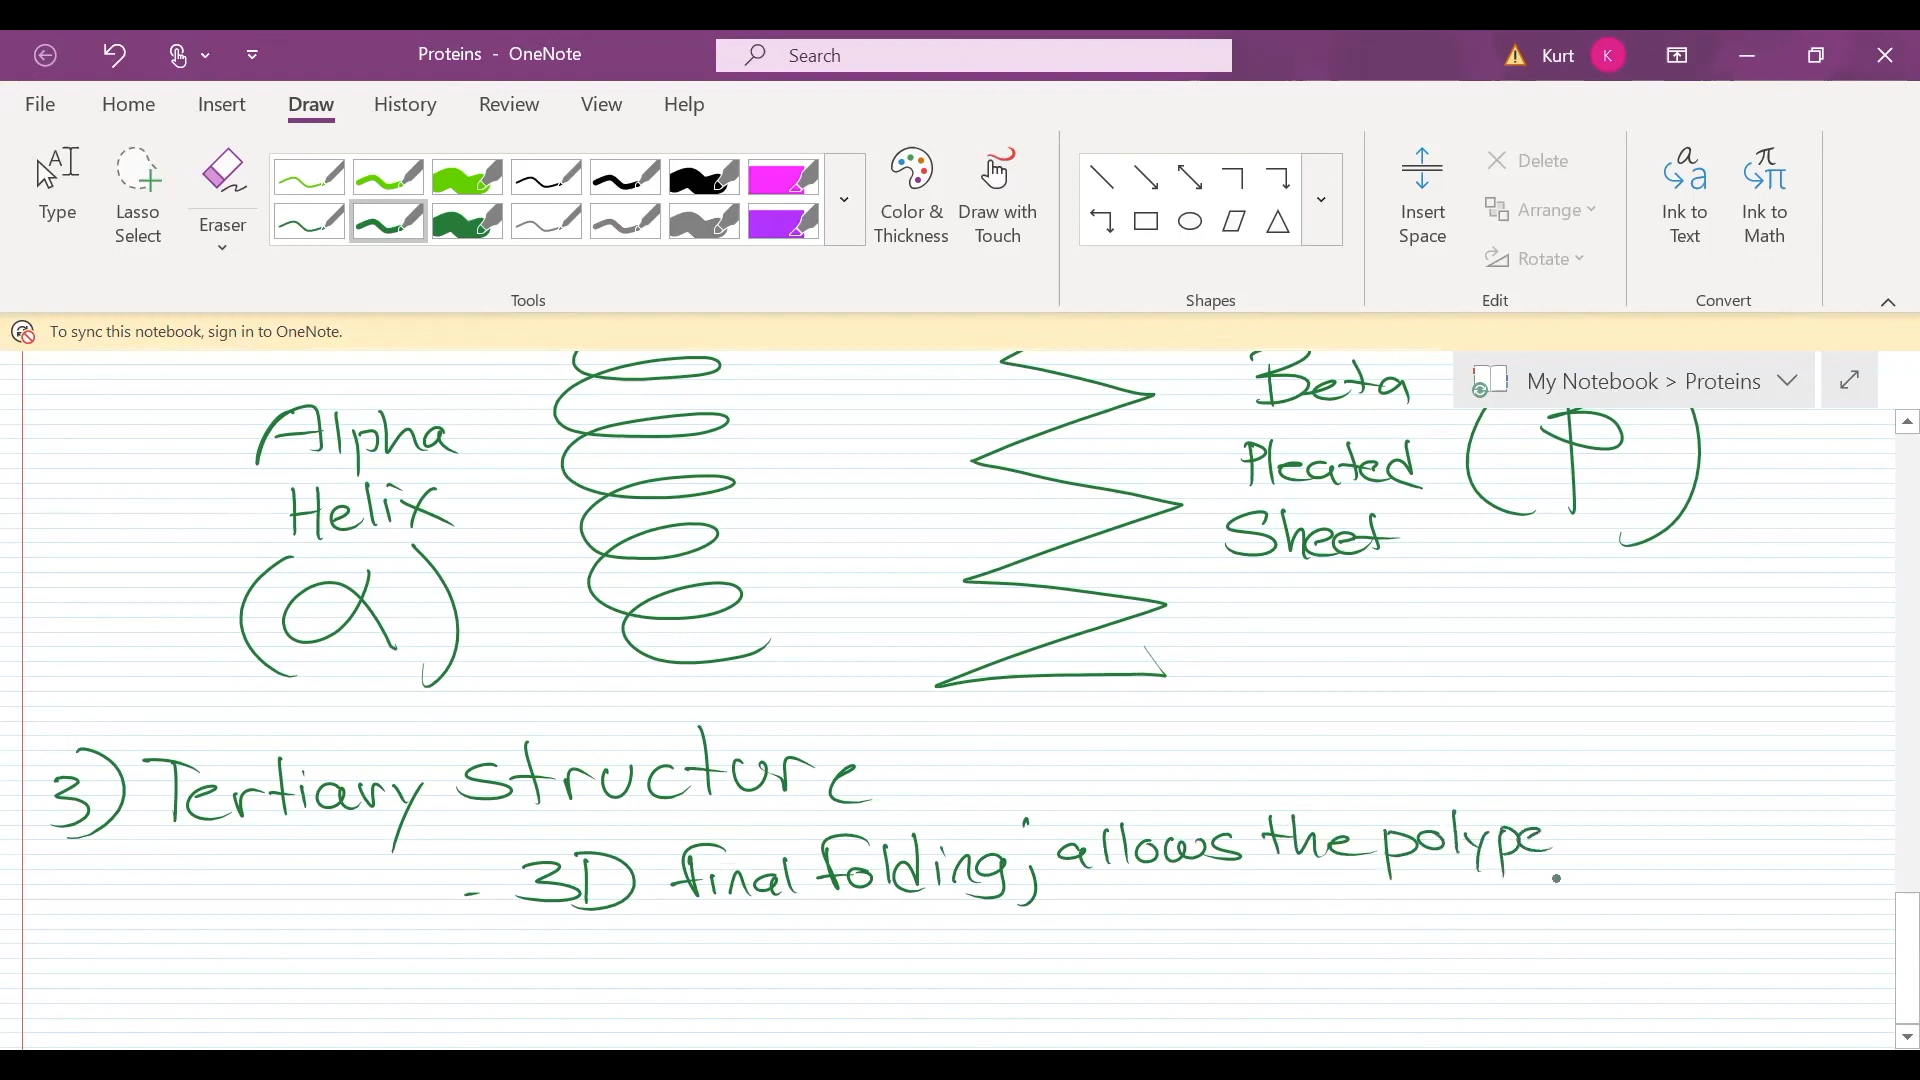 Proteins - OneNote
Search
Kurt
K
File Home Insert Draw History Review View Help
Type
Lasso Select
Eraser
Color & Thickness
Draw with Touch
Insert Space
Delete
Arrange
Rotate
Ink to Text
Ink to Math
Tools
Shapes
Edit
Convert
To sync this notebook, sign in to OneNote.
My Notebook > Proteins
Alpha
Helix
(α)
Beta
Pleated
Sheet
3) Tertiary structure
- 3D final folding; allows the polype